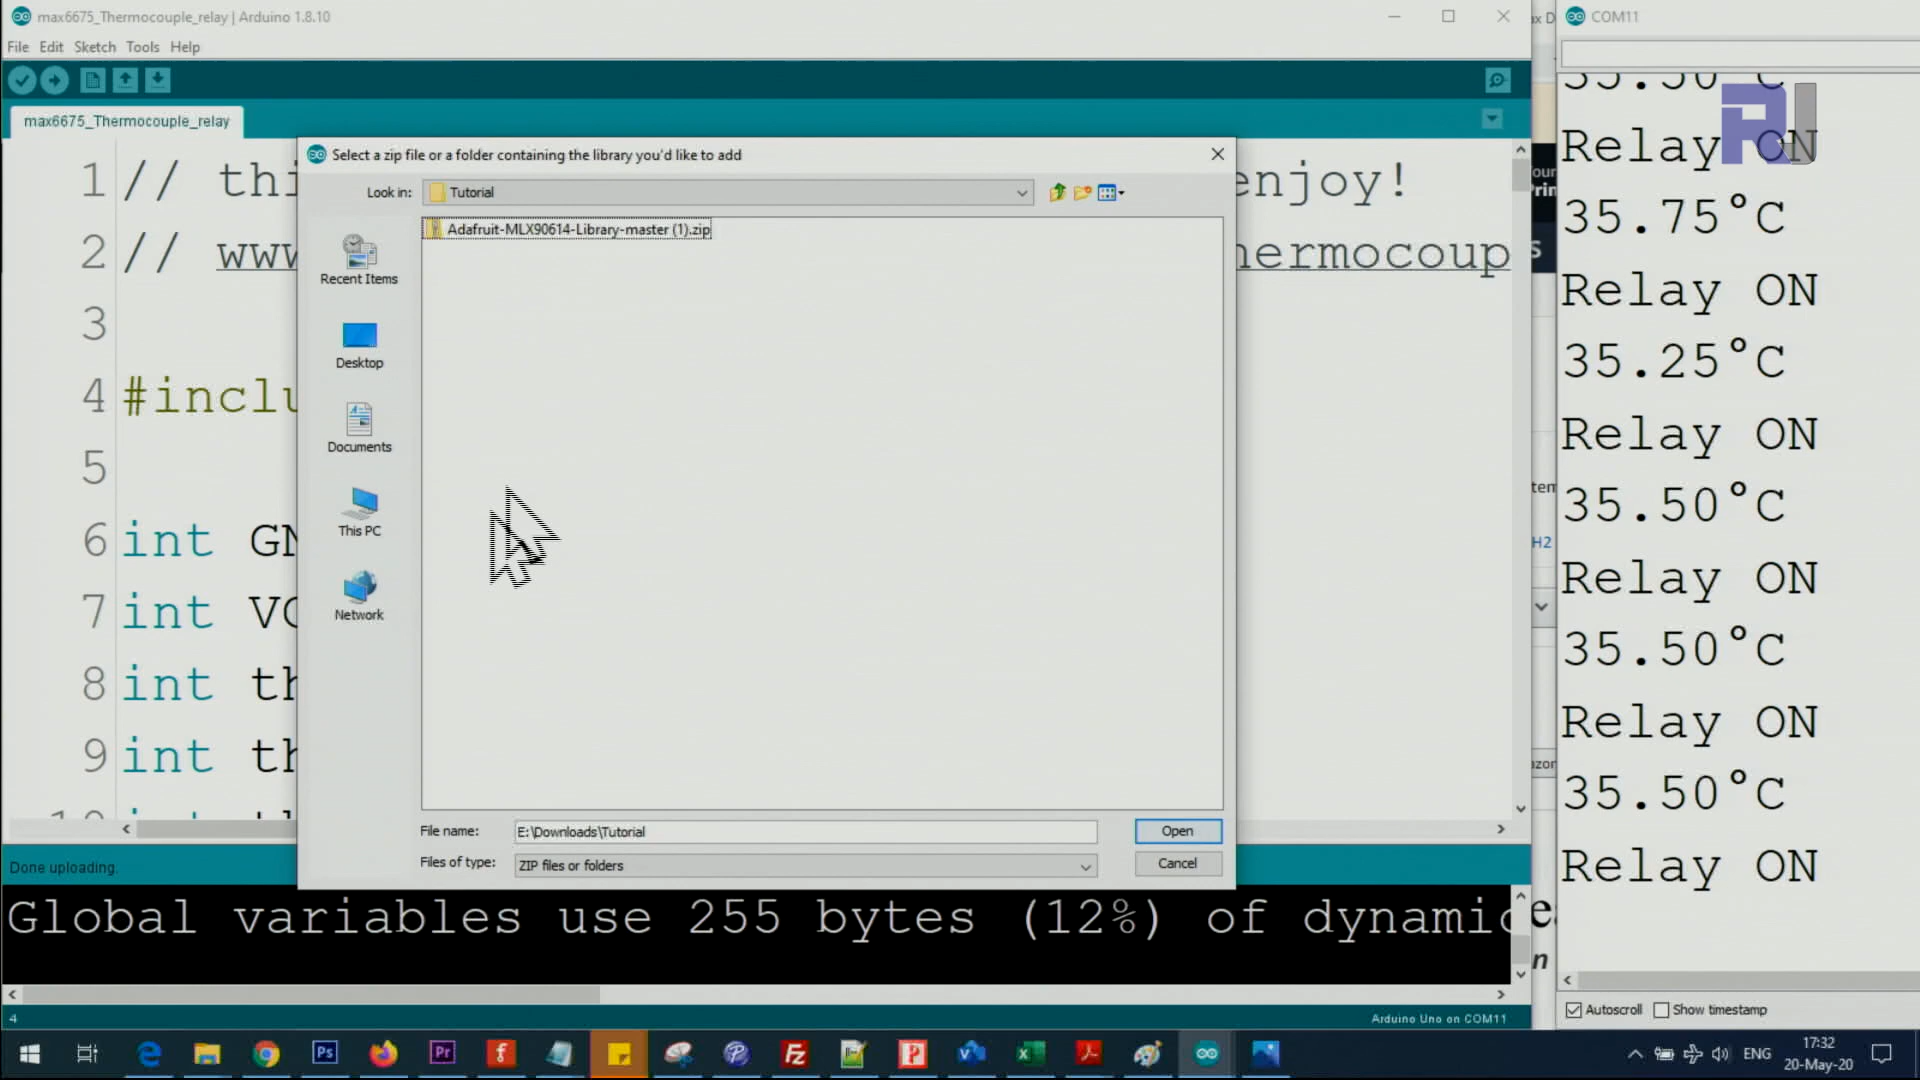 max6675_Thermocouple_relay | Arduino 1.8.10
File Edit Sketch Tools Help
max6675_Thermocouple_relay
1 // thi
enjoy!
2 // www
hermocoup
3
4 #inclu
5
6 int GN
7 int VC
8 int th
9 int th
Select a zip file or a folder containing the library you'd like to add
Look in: Tutorial
Adafruit-MLX90614-Library-master (1).zip
Recent Items
Desktop
Documents
This PC
Network
File name: E:\Downloads\Tutorial
Open
Files of type: ZIP files or folders
Cancel
Done uploading.
Global variables use 255 bytes (12%) of dynamic
4
Arduino Uno on COM11
COM11
35.50°C
RJ
Relay ON
35.75°C
Relay ON
35.25°C
Relay ON
35.50°C
Relay ON
35.50°C
Relay ON
35.50°C
Relay ON
Autoscroll Show timestamp
H2
ENG
17:32
20-May-20